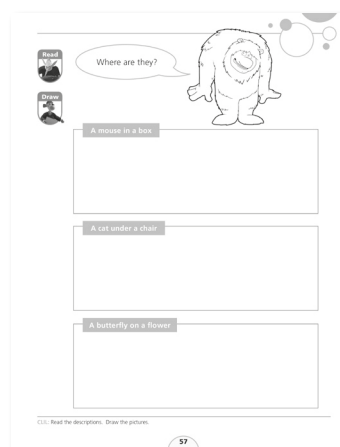 Read
Where are they?
Draw
A mouse in a box
A cat under a chair
A butterfly on a flower
CLG: Read the descriptions. Draw the pictures.
57